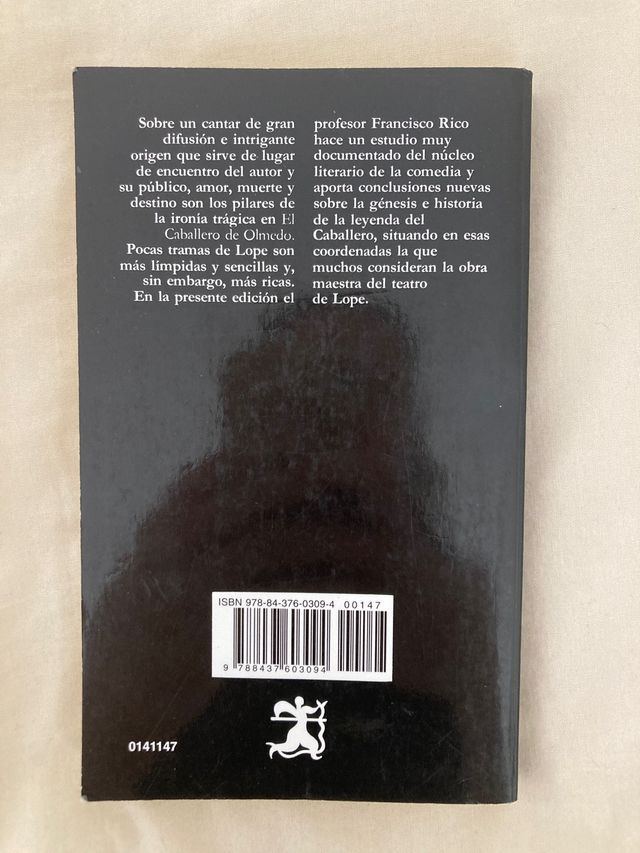 Sobre un cantar de gran
difusión e intrigante
origen que sirve de lugar
de encuentro del autor y
su público, amor, muerte y
destino son los pilares de
la ironía trágica en El
Caballero de Olmedo.
Pocas tramas de Lope son
más límpidas y sencillas y,
sin embargo, más ricas.
En la presente edición el
profesor Francisco Rico
hace un estudio muy
documentado del núcleo
literario de la comedia y
aporta conclusiones nuevas
sobre la génesis e historia
de la leyenda del
Caballero, situando en esas
coordenadas la que
muchos consideran la obra
maestra del teatro
de Lope.
ISBN 978-84-376-0309-4
00147
9 788437 603094
0141147